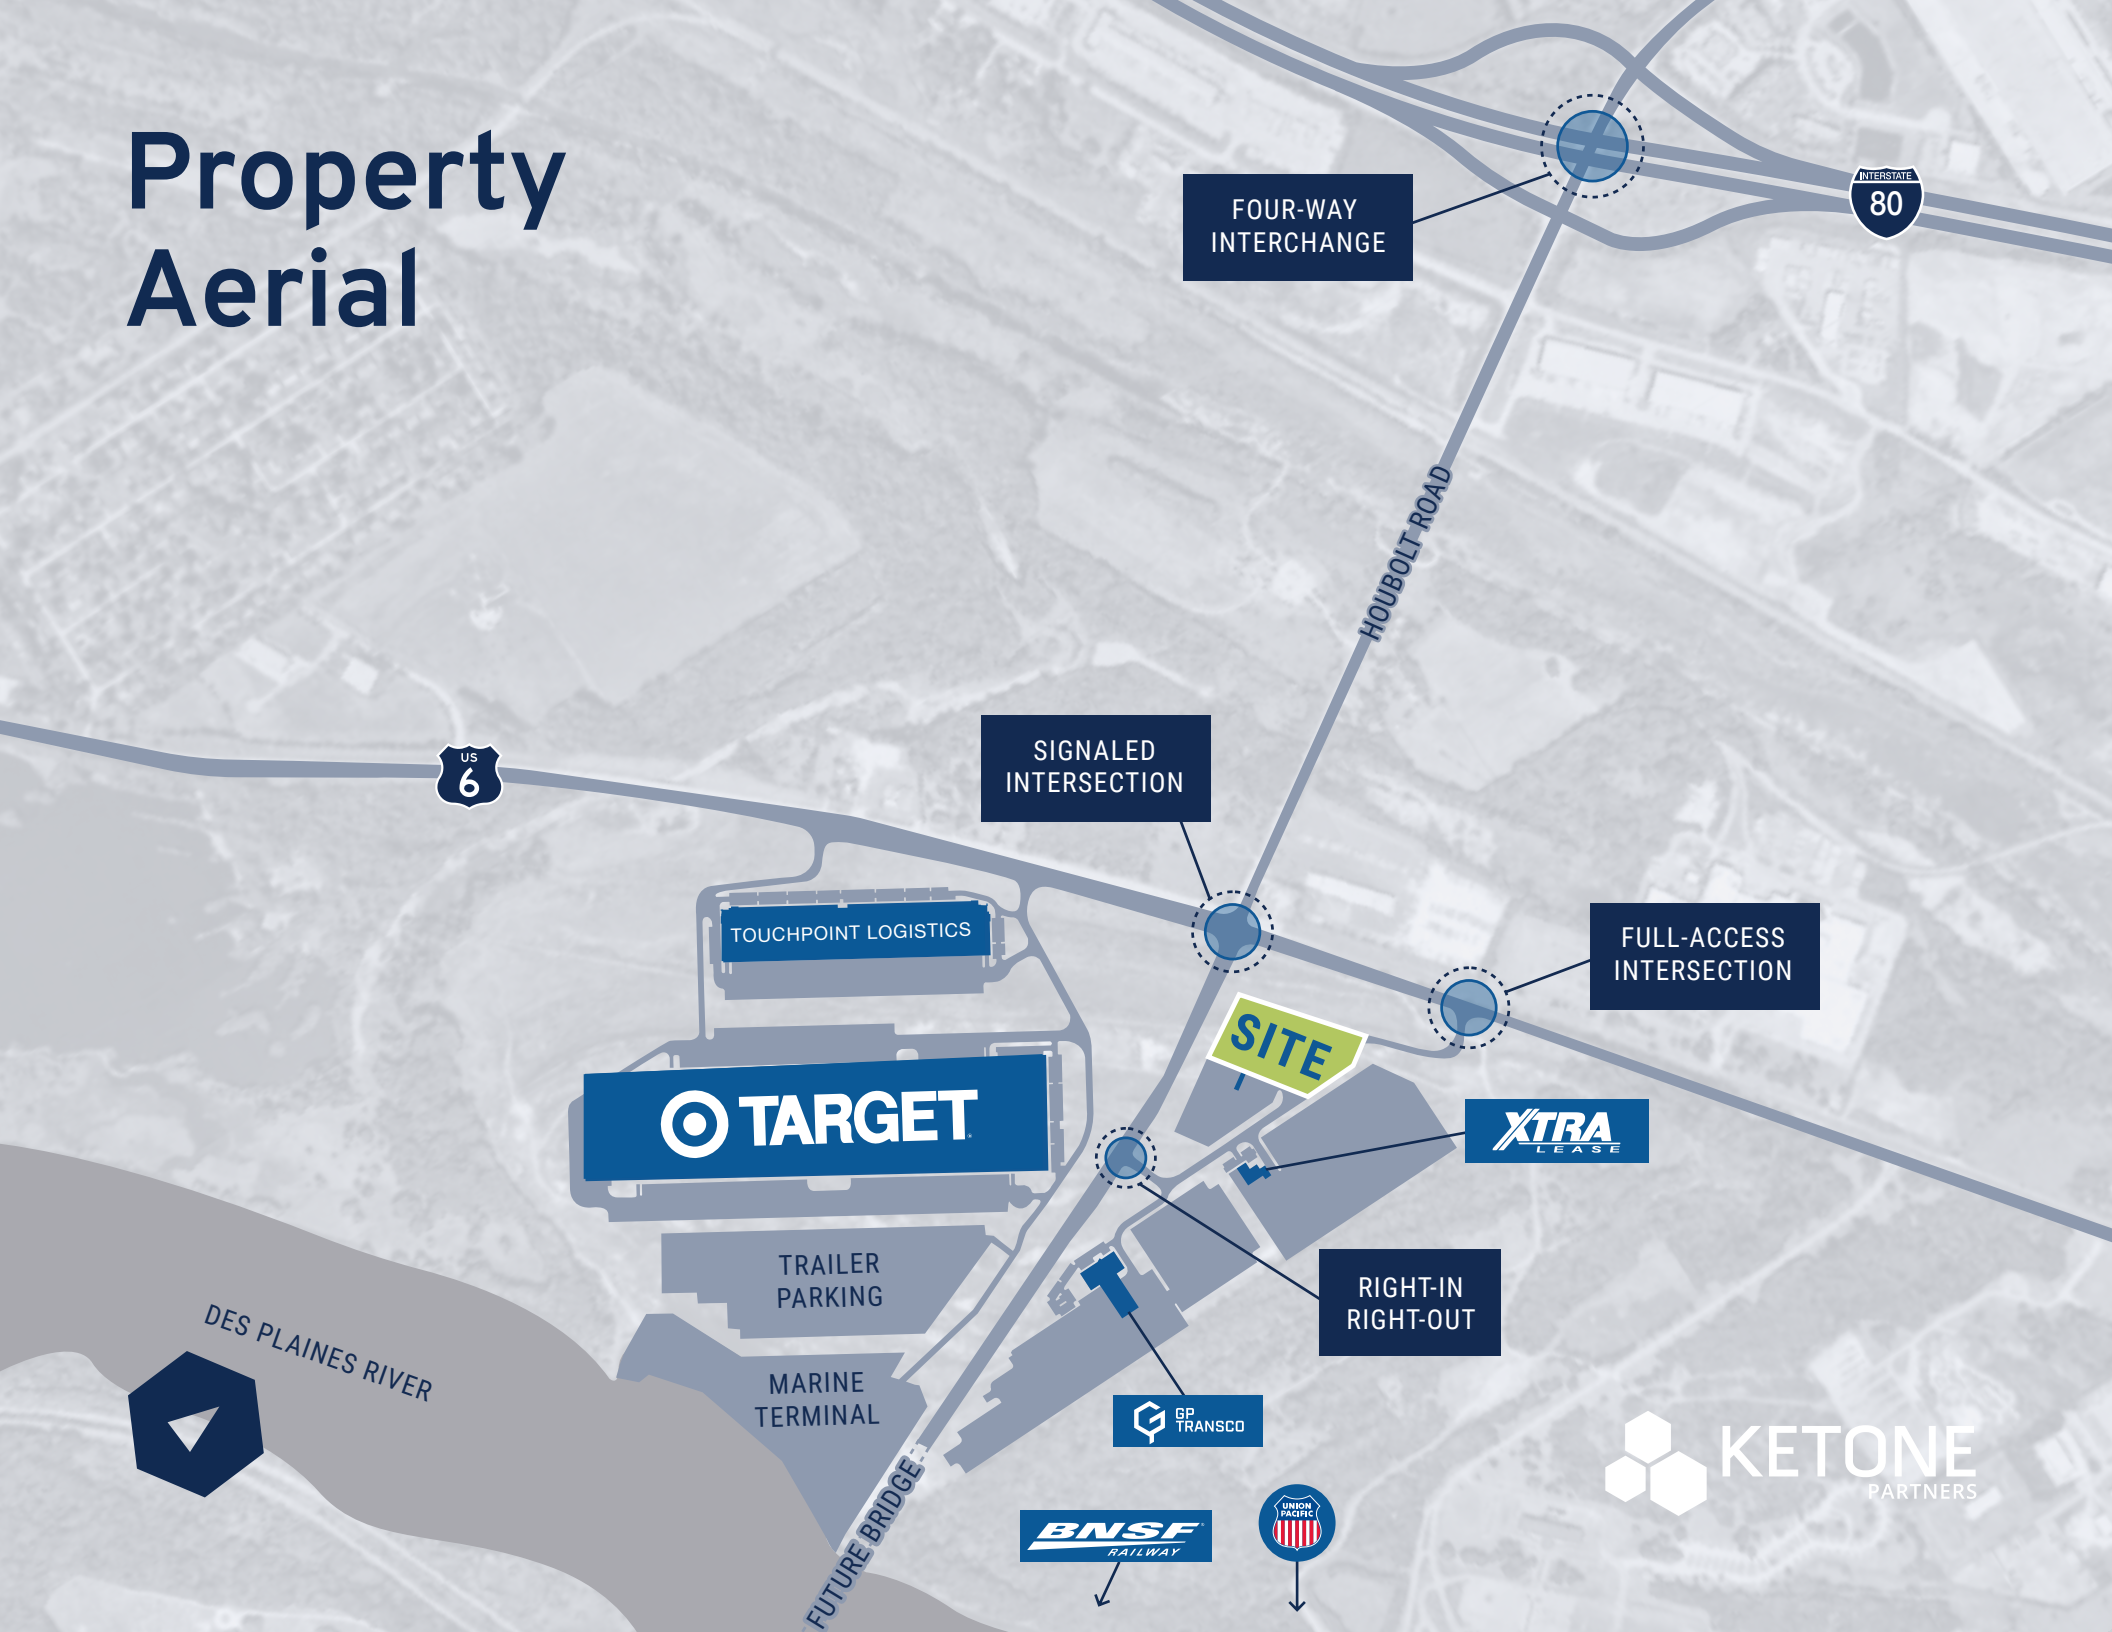 Property
Aerial
INTERSTATE
80
FOUR-WAY
INTERCHANGE
HOUBOLT ROAD
US
6
SIGNALED
INTERSECTION
TOUCHPOINT LOGISTICS
FULL-ACCESS
INTERSECTION
SITE
TARGET
XTRA
LEASE
TRAILER
PARKING
RIGHT-IN
RIGHT-OUT
DES PLAINES RIVER
MARINE
TERMINAL
GP
TRANSCO
FUTURE BRIDGE
BNSF
RAILWAY
UNION
PACIFIC
KETONE
PARTNERS